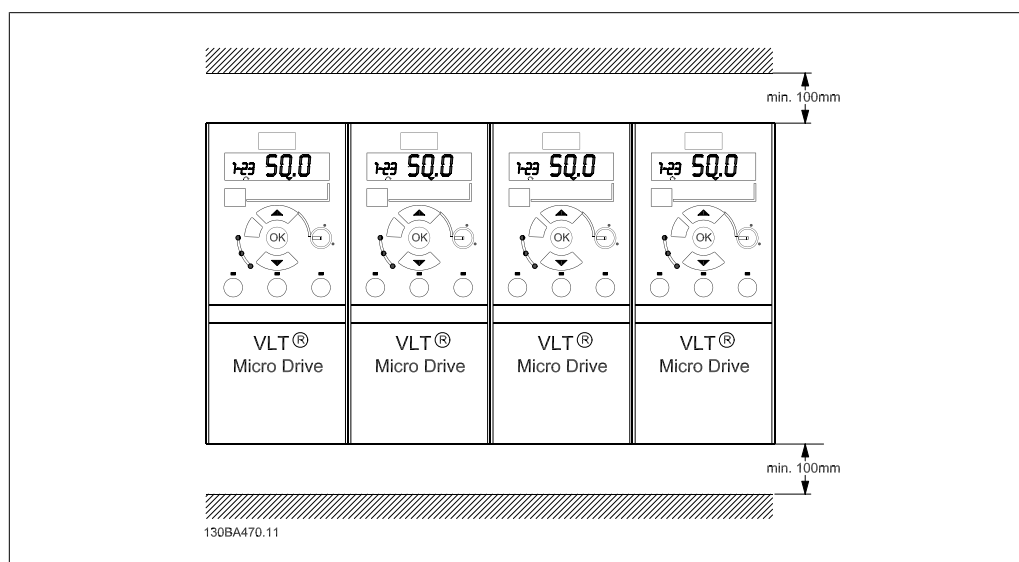 min. 100mm
1-23 50.0
1-23 50.0
1-23 50.0
1-23 50.0
OK
OK
OK
OK
VLT®
Micro Drive
VLT®
Micro Drive
VLT®
Micro Drive
VLT®
Micro Drive
min. 100mm
130BA470.11